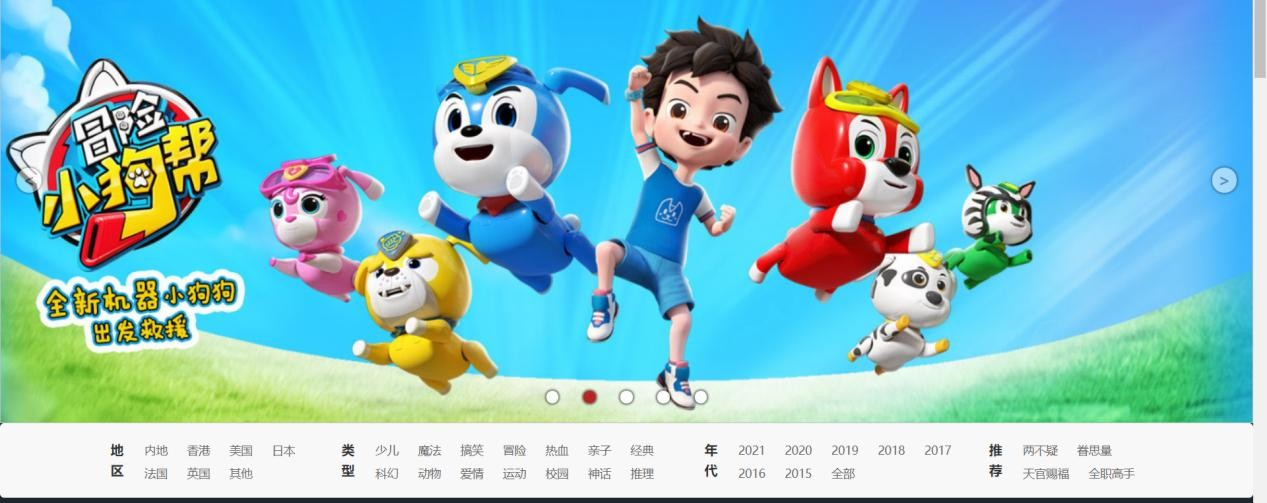 冒险
小狗帮
全新机器小狗狗
出发救援
<
>
地区 内地 香港 美国 日本
法国 英国 其他
类型 少儿 魔法 搞笑 冒险 热血 亲子 经典
科幻 动物 爱情 运动 校园 神话 推理
年代 2021 2020 2019 2018 2017
2016 2015 全部
推荐 两不疑 眷思量
天官赐福 全职高手